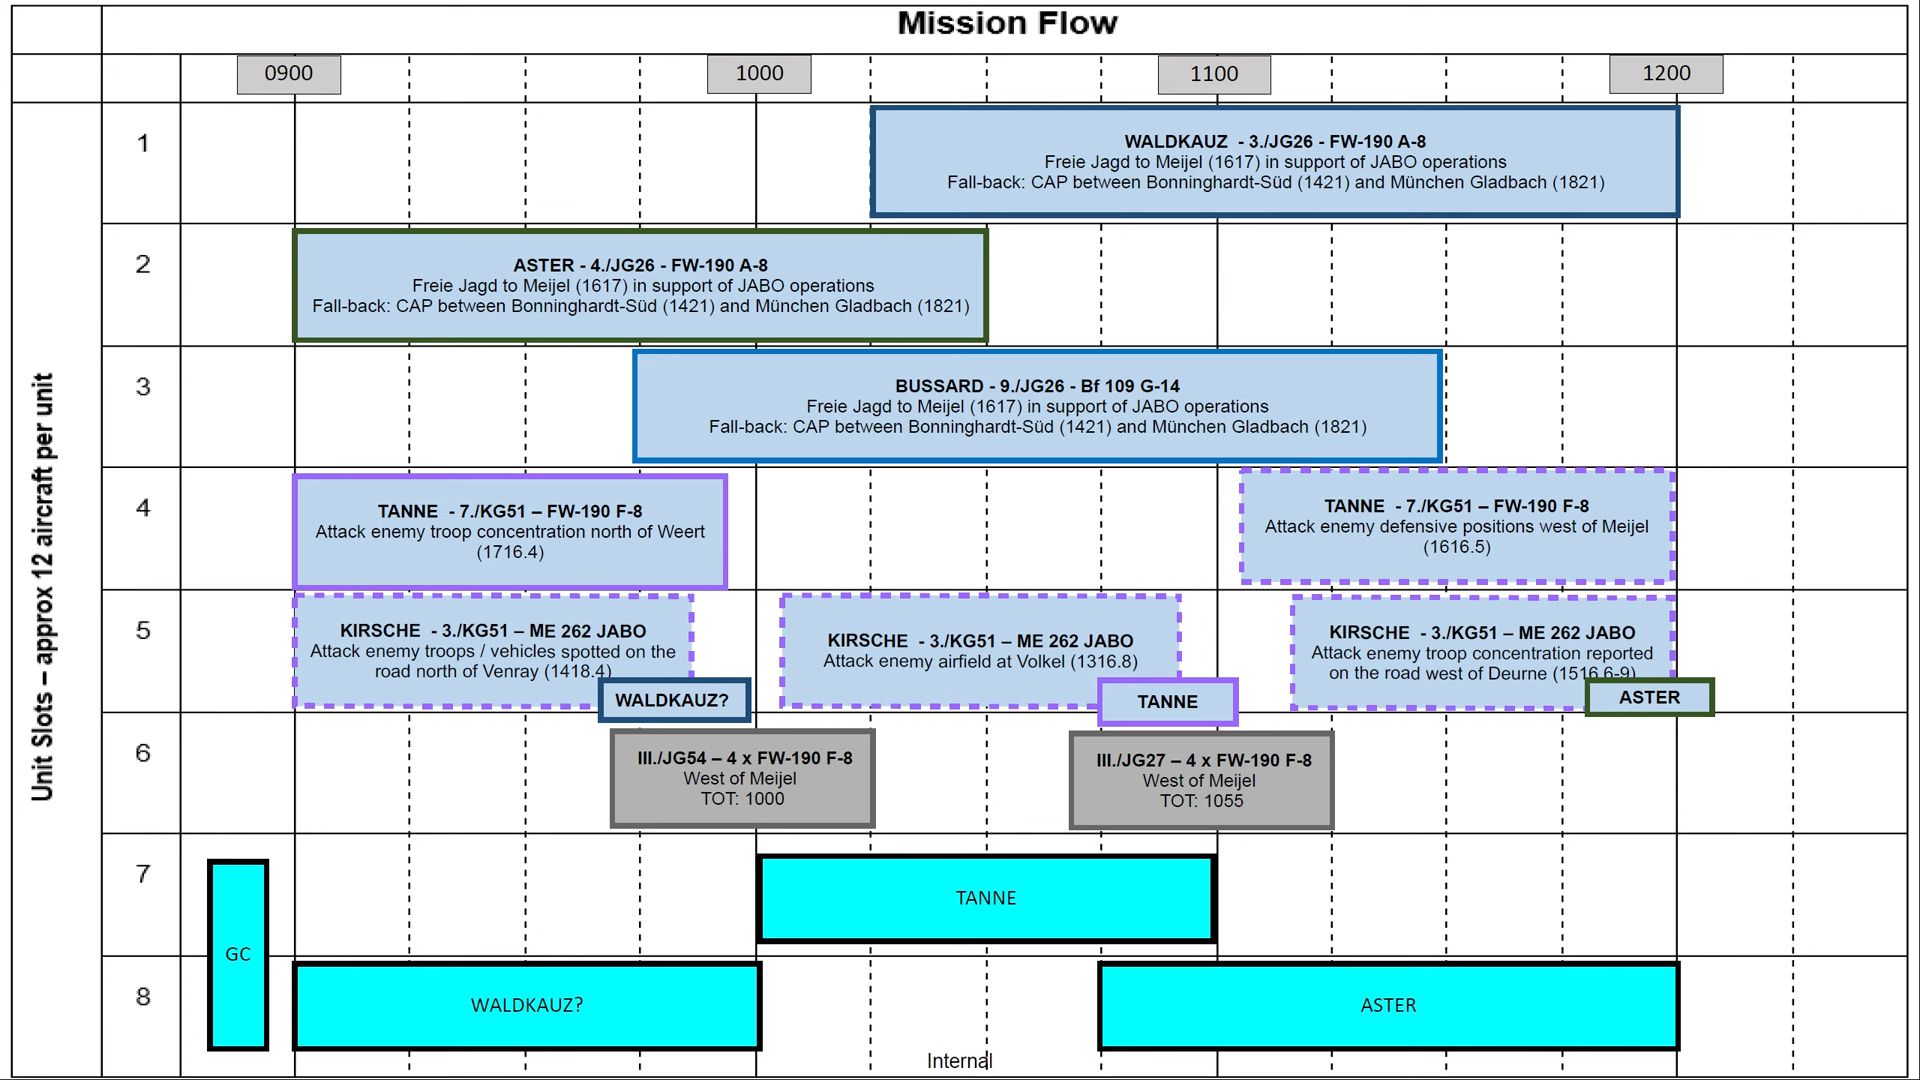 Mission Flow
0900
1000
1100
1200
Unit Slots – approx 12 aircraft per unit
1
WALDKAUZ - 3./JG26 - FW-190 A-8
Freie Jagd to Meijel (1617) in support of JABO operations
Fall-back: CAP between Bonninghardt-Süd (1421) and München Gladbach (1821)
2
ASTER - 4./JG26 - FW-190 A-8
Freie Jagd to Meijel (1617) in support of JABO operations
Fall-back: CAP between Bonninghardt-Süd (1421) and München Gladbach (1821)
3
BUSSARD - 9./JG26 - Bf 109 G-14
Freie Jagd to Meijel (1617) in support of JABO operations
Fall-back: CAP between Bonninghardt-Süd (1421) and München Gladbach (1821)
4
TANNE - 7./KG51 – FW-190 F-8
Attack enemy troop concentration north of Weert
(1716.4)
TANNE - 7./KG51 – FW-190 F-8
Attack enemy defensive positions west of Meijel
(1616.5)
5
KIRSCHE - 3./KG51 – ME 262 JABO
Attack enemy troops / vehicles spotted on the
road north of Venray (1418.4)
WALDKAUZ?
KIRSCHE - 3./KG51 – ME 262 JABO
Attack enemy airfield at Volkel (1316.8)
TANNE
KIRSCHE - 3./KG51 – ME 262 JABO
Attack enemy troop concentration reported
on the road west of Deurne (1516.6-9)
ASTER
6
III./JG54 – 4 x FW-190 F-8
West of Meijel
TOT: 1000
III./JG27 – 4 x FW-190 F-8
West of Meijel
TOT: 1055
7
TANNE
GC
8
WALDKAUZ?
ASTER
Internal